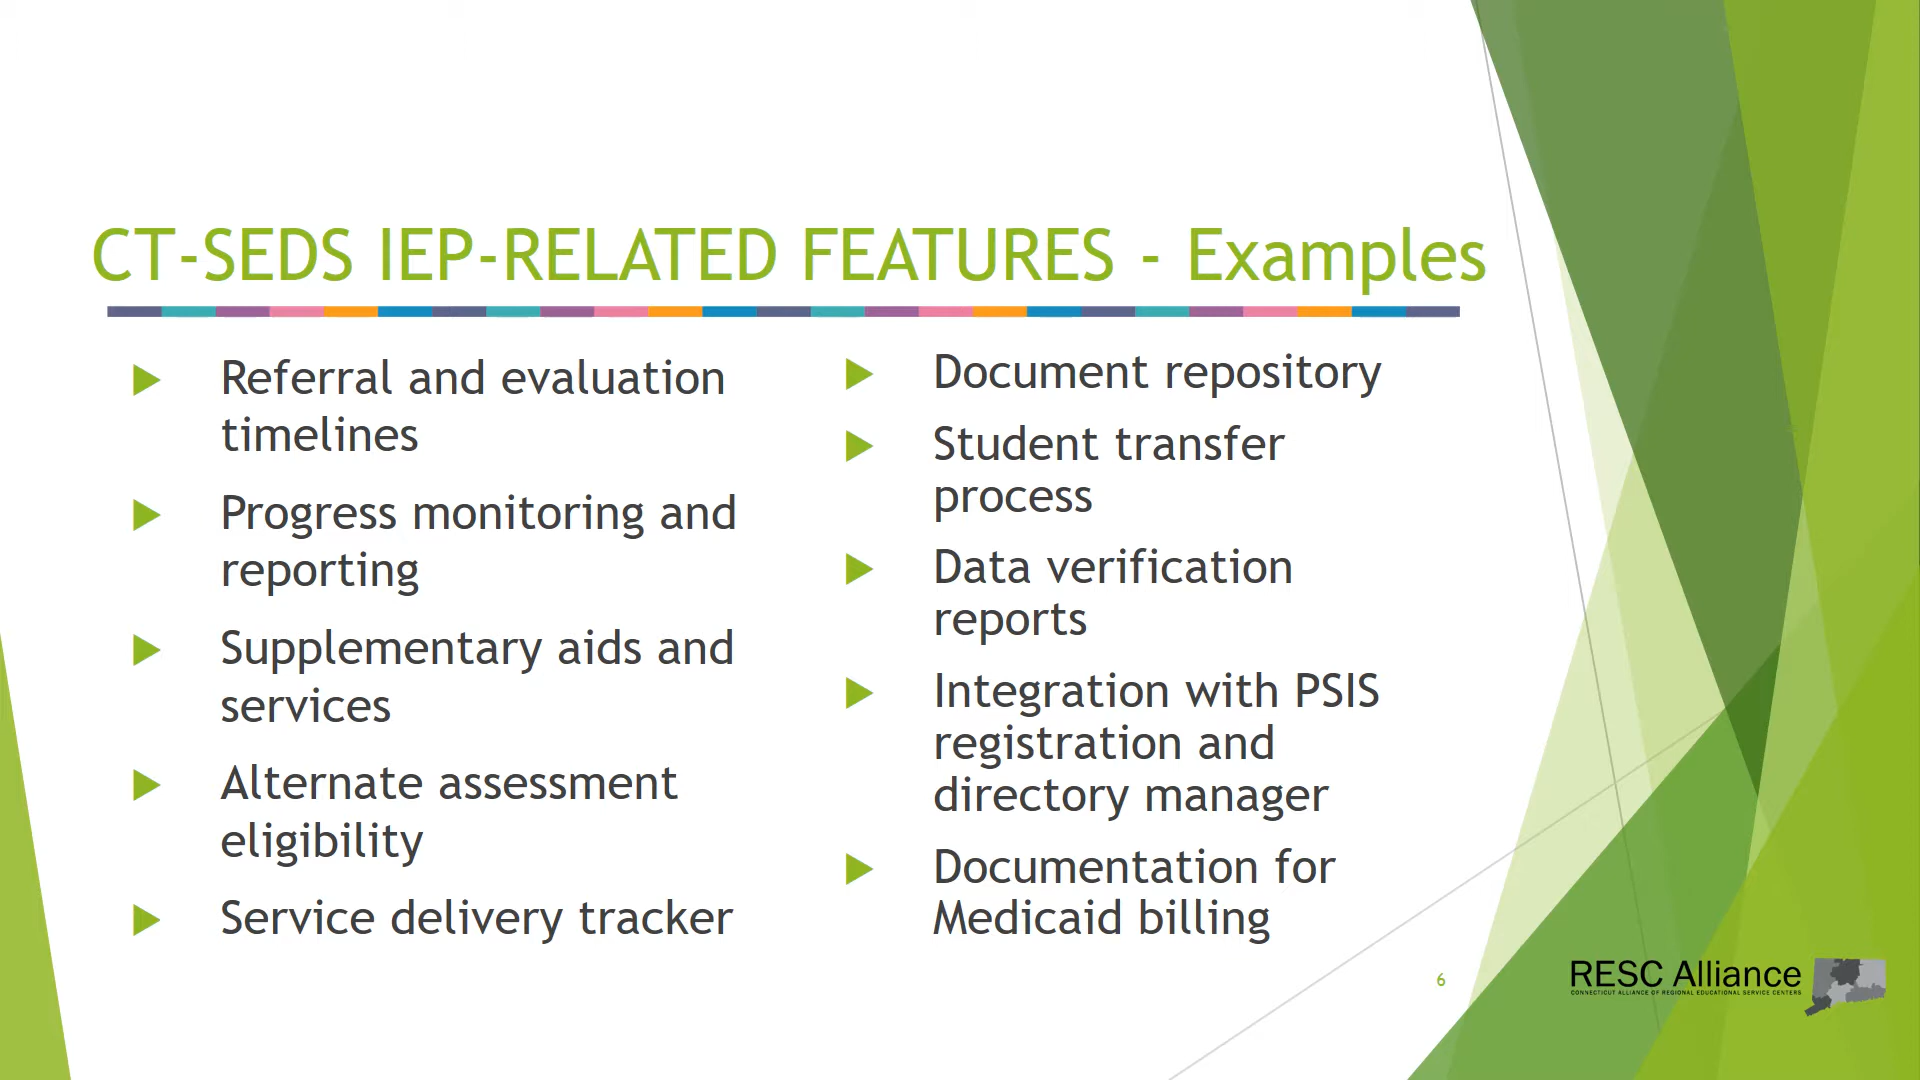 CT-SEDS IEP-RELATED FEATURES - Examples
Referral and evaluation
timelines
Progress monitoring and
reporting
Supplementary aids and
services
Alternate assessment
eligibility
Service delivery tracker
Document repository
Student transfer
process
Data verification
reports
Integration with PSIS
registration and
directory manager
Documentation for
Medicaid billing
6
RESC Alliance
CONNECTICUT ALLIANCE OF REGIONAL EDUCATIONAL SERVICE CENTERS